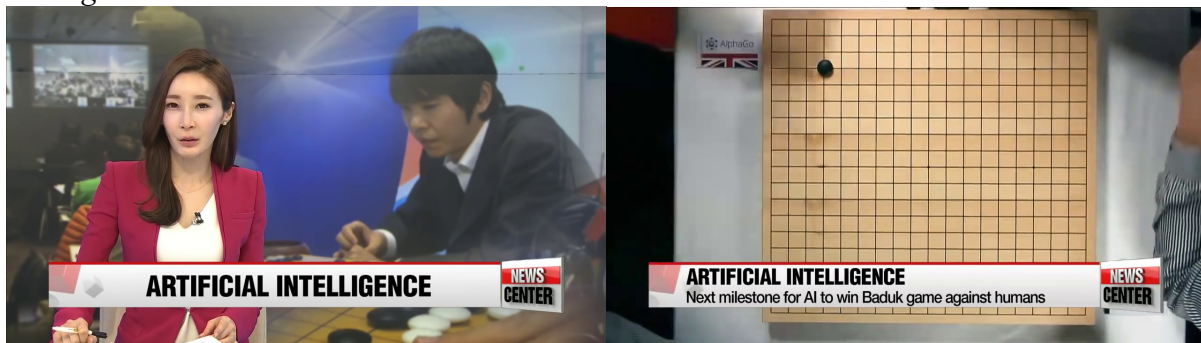 ARTIFICIAL INTELLIGENCE
NEWS
CENTER
AlphaGo
ARTIFICIAL INTELLIGENCE
Next milestone for AI to win Baduk game against humans
NEWS
CENTER